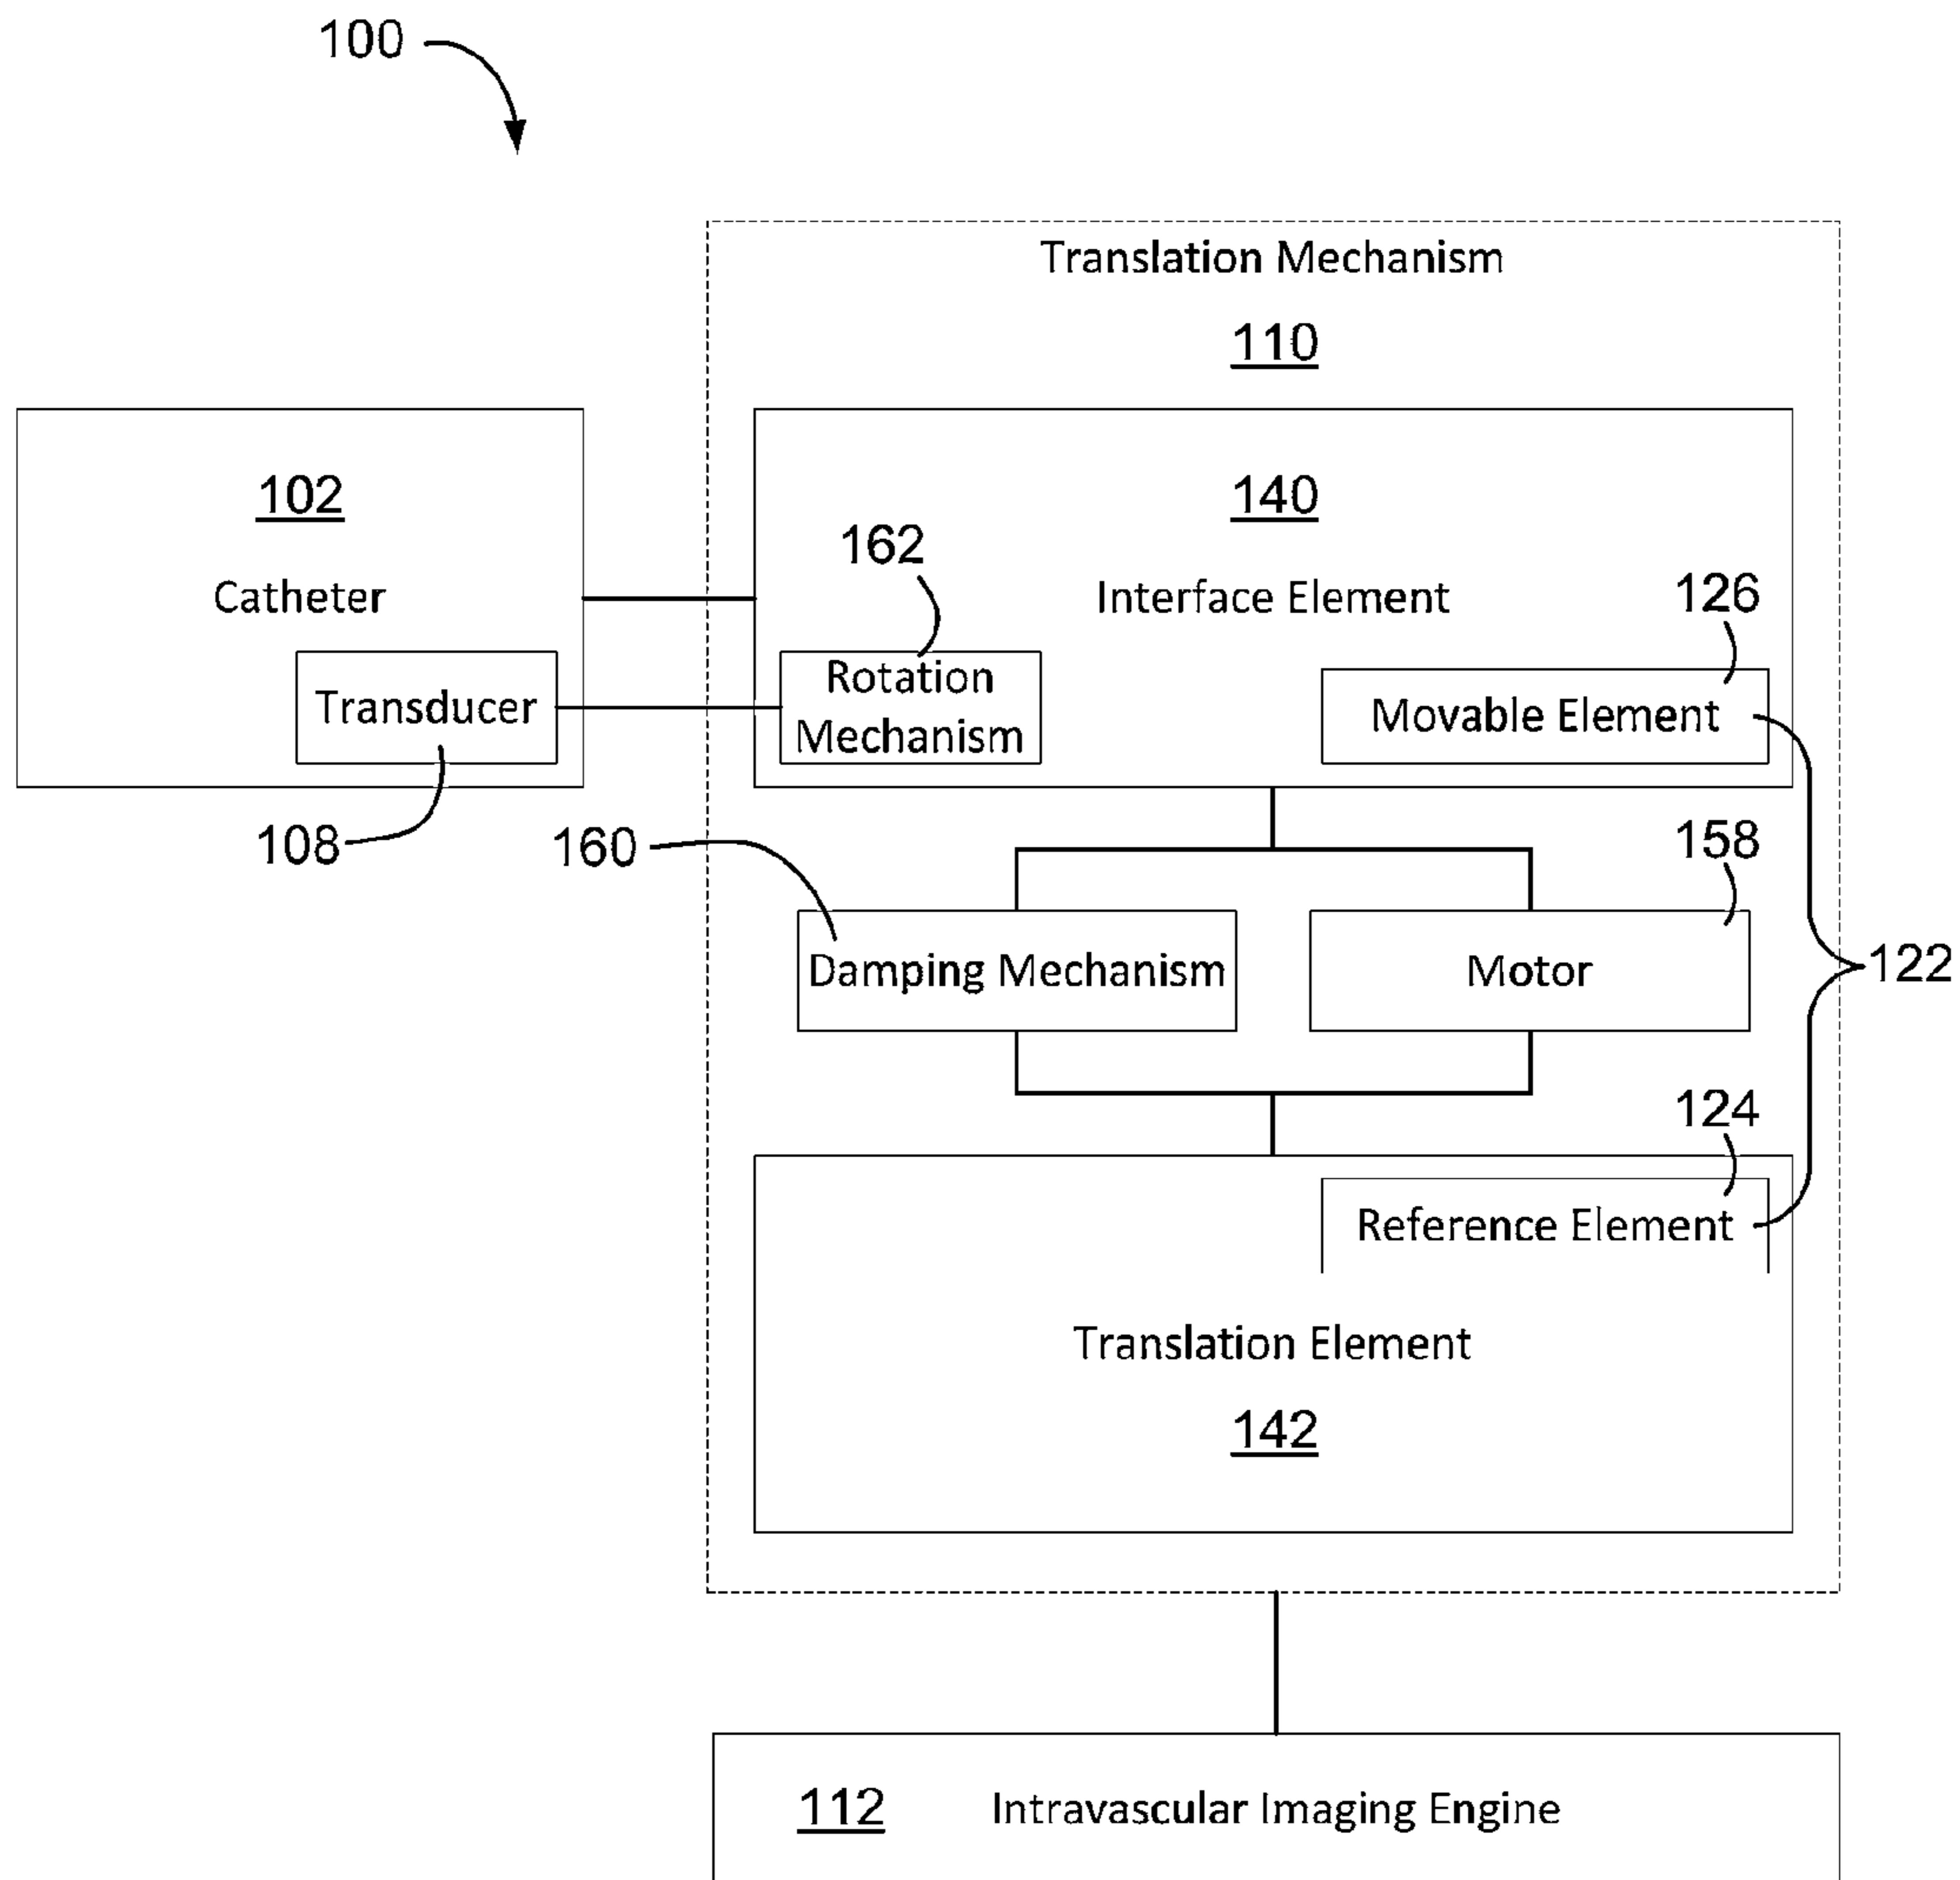 100
Translation Mechanism
110
102
Catheter
Transducer
108
140
162
Interface Element
126
Rotation
Mechanism
Movable Element
160
158
Damping Mechanism
Motor
122
124
Reference Element
Translation Element
142
112
Intravascular Imaging Engine